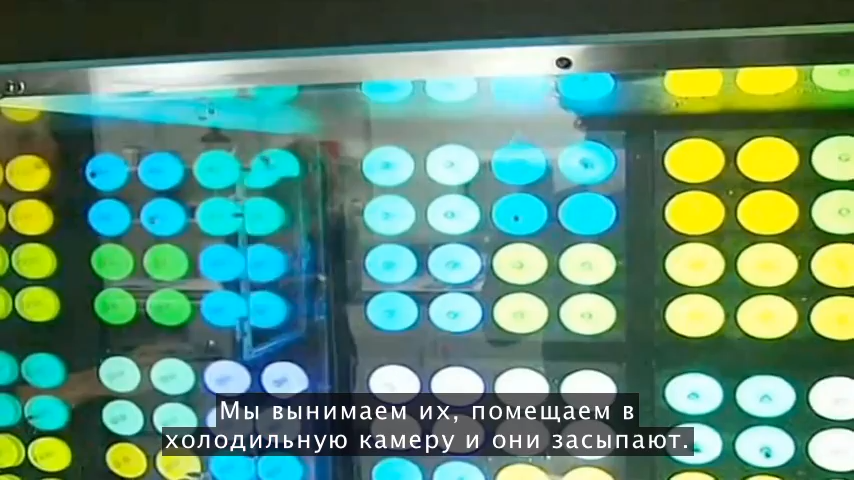 Мы вынимаем их, помещаем в
холодильную камеру и они засыпают.